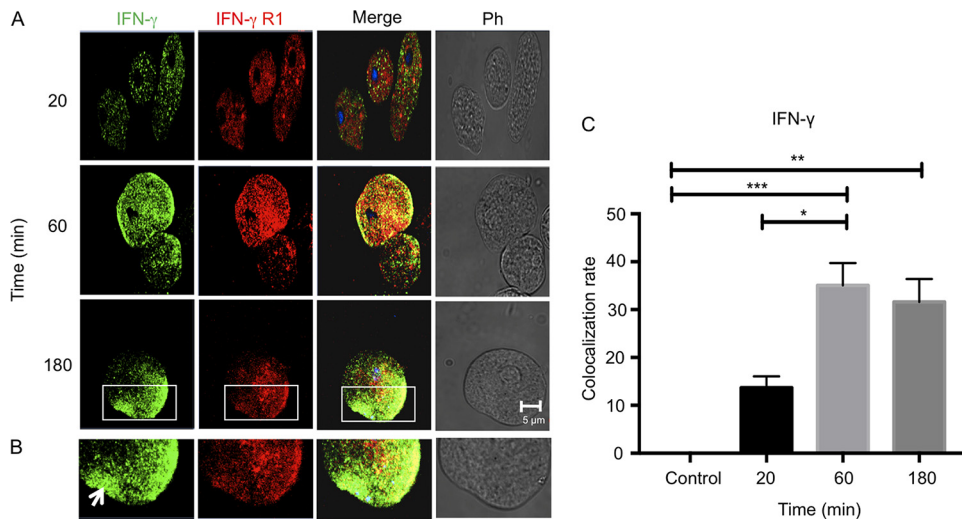 A
IFN-γ
IFN-γ R1
Merge
Ph
20
60
180
Time (min)
5 µm
B
C
IFN-γ
**
***
*
50
40
30
20
10
0
Colocalization rate
Control
20
60
180
Time (min)